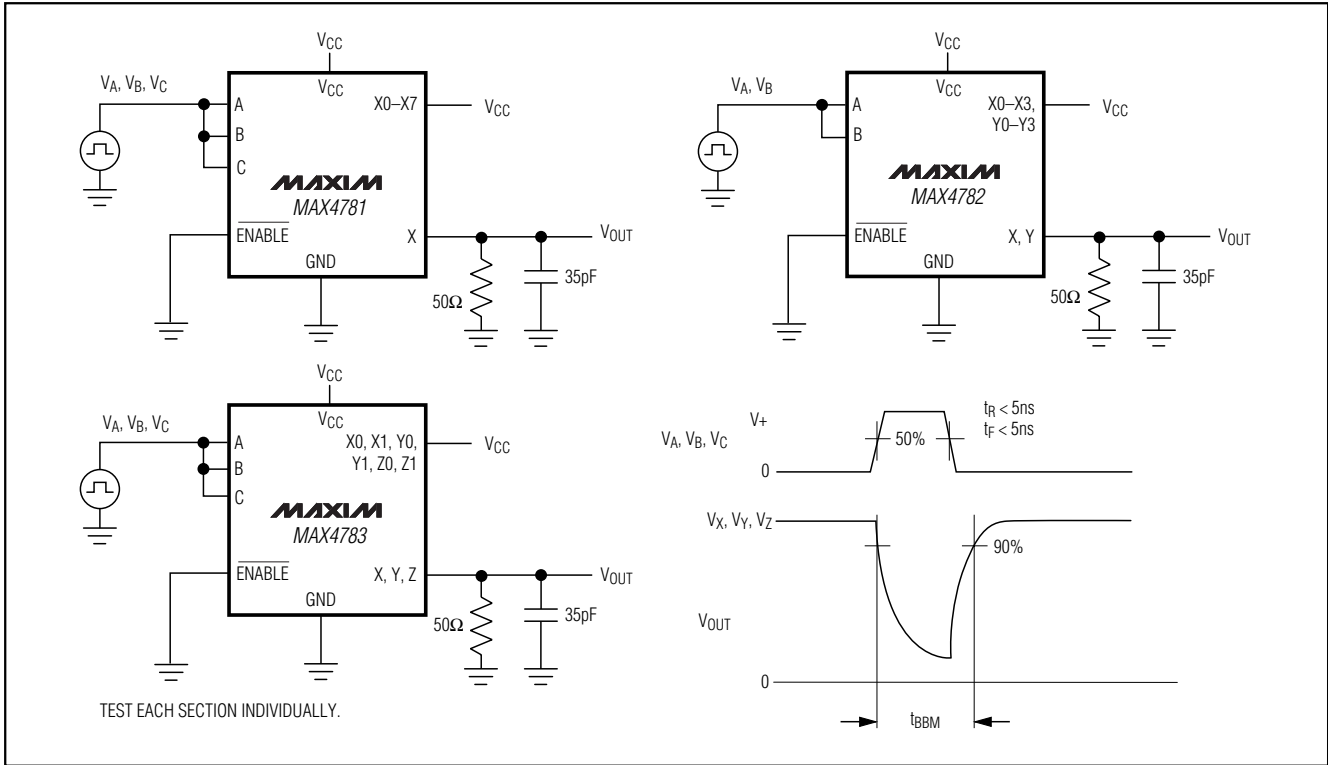 VCC
VA, VB, VC
VCC
A
X0–X7
VCC
B
C
MAXIM
MAX4781
ENABLE
X
VOUT
GND
50Ω
35pF
VCC
VA, VB
VCC
A
X0–X3,
Y0–Y3
VCC
B
MAXIM
MAX4782
ENABLE
X, Y
VOUT
GND
50Ω
35pF
VCC
VA, VB, VC
VCC
A
X0, X1, Y0,
Y1, Z0, Z1
VCC
B
C
MAXIM
MAX4783
ENABLE
X, Y, Z
VOUT
GND
50Ω
35pF
TEST EACH SECTION INDIVIDUALLY.
V+
tR < 5ns
tF < 5ns
VA, VB, VC
50%
0
VX, VY, VZ
90%
VOUT
0
tBBM